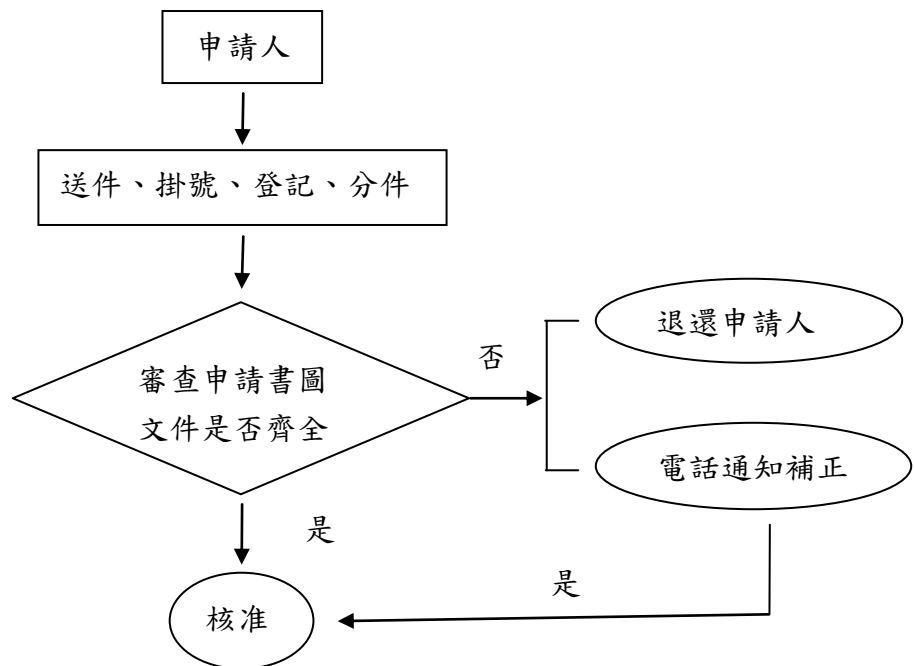 申請人
送件、掛號、登記、分件
審查申請書圖
文件是否齊全
否
退還申請人
電話通知補正
是
是
核准